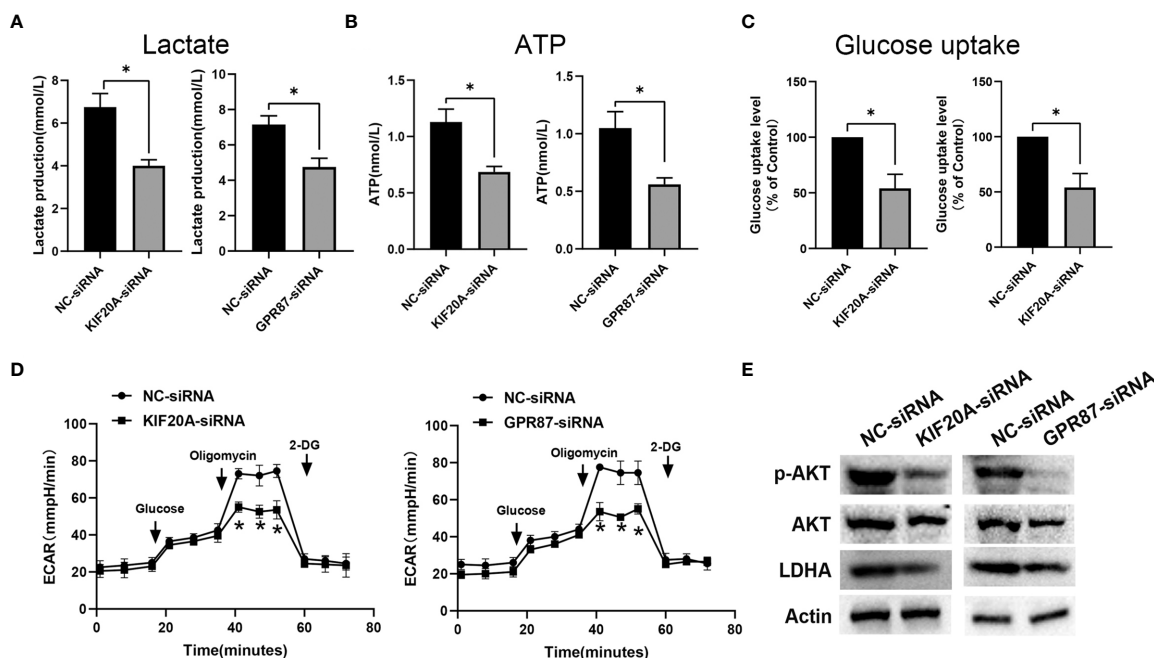 A
B
C
Lactate
ATP
Glucose uptake
Lactate prduction(mmol/L)
8
6
4
2
0
*
NC-siRNA
KIF20A-siRNA
Lactate prduction(mmol/L)
10
8
6
4
2
0
*
NC-siRNA
GPR87-siRNA
ATP(nmol/L)
1.5
1.0
0.5
0.0
*
NC-siRNA
KIF20A-siRNA
ATP(nmol/L)
1.5
1.0
0.5
0.0
*
NC-siRNA
GPR87-siRNA
Glucose uptake level
(% of Control)
150
100
50
0
*
NC-siRNA
KIF20A-siRNA
Glucose uptake level
(% of Control)
150
100
50
0
*
NC-siRNA
KIF20A-siRNA
D
NC-siRNA
KIF20A-siRNA
ECAR(mmpH/min)
100
80
60
40
20
0
Glucose
Oligomycin
2-DG
* * *
0 20 40 60 80
Time(minutes)
NC-siRNA
GPR87-siRNA
ECAR(mmpH/min)
100
80
60
40
20
0
Glucose
Oligomycin
2-DG
* * *
0 20 40 60 80
Time(minutes)
E
NC-siRNA
KIF20A-siRNA
NC-siRNA
GPR87-siRNA
p-AKT
AKT
LDHA
Actin